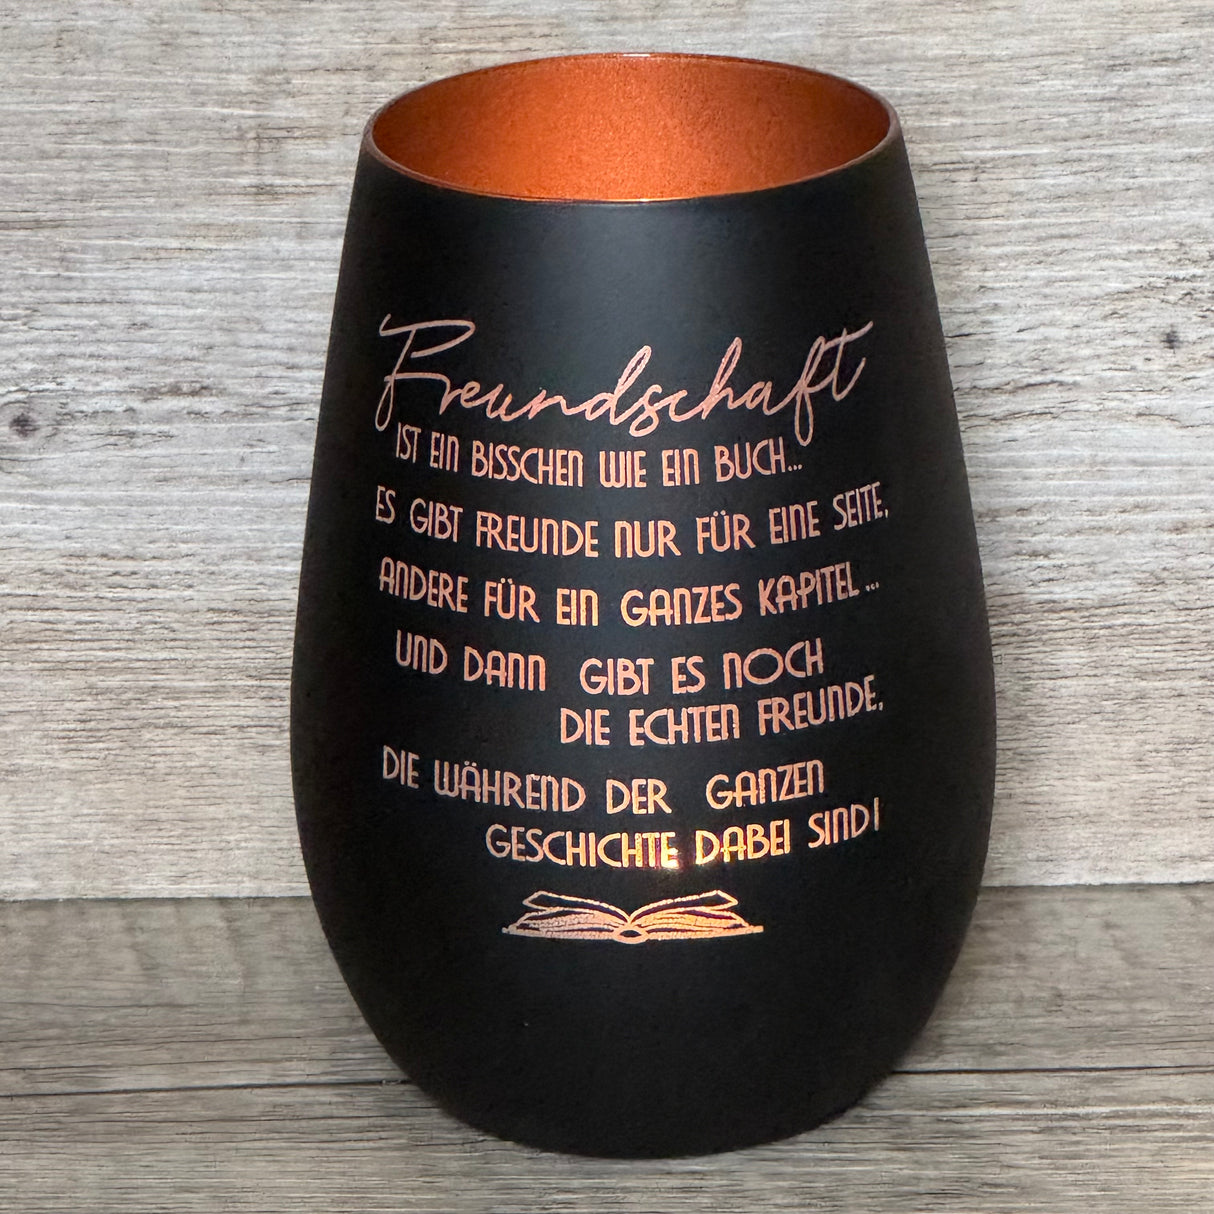 Freundschaft
IST EIN BISSCHEN WIE EIN BUCH...
ES GIBT FREUNDE NUR FÜR EINE SEITE,
ANDERE FÜR EIN GANZES KAPITEL...
UND DANN GIBT ES NOCH
DIE ECHTEN FREUNDE,
DIE WÄHREND DER GANZEN
GESCHICHTE DABEI SIND!